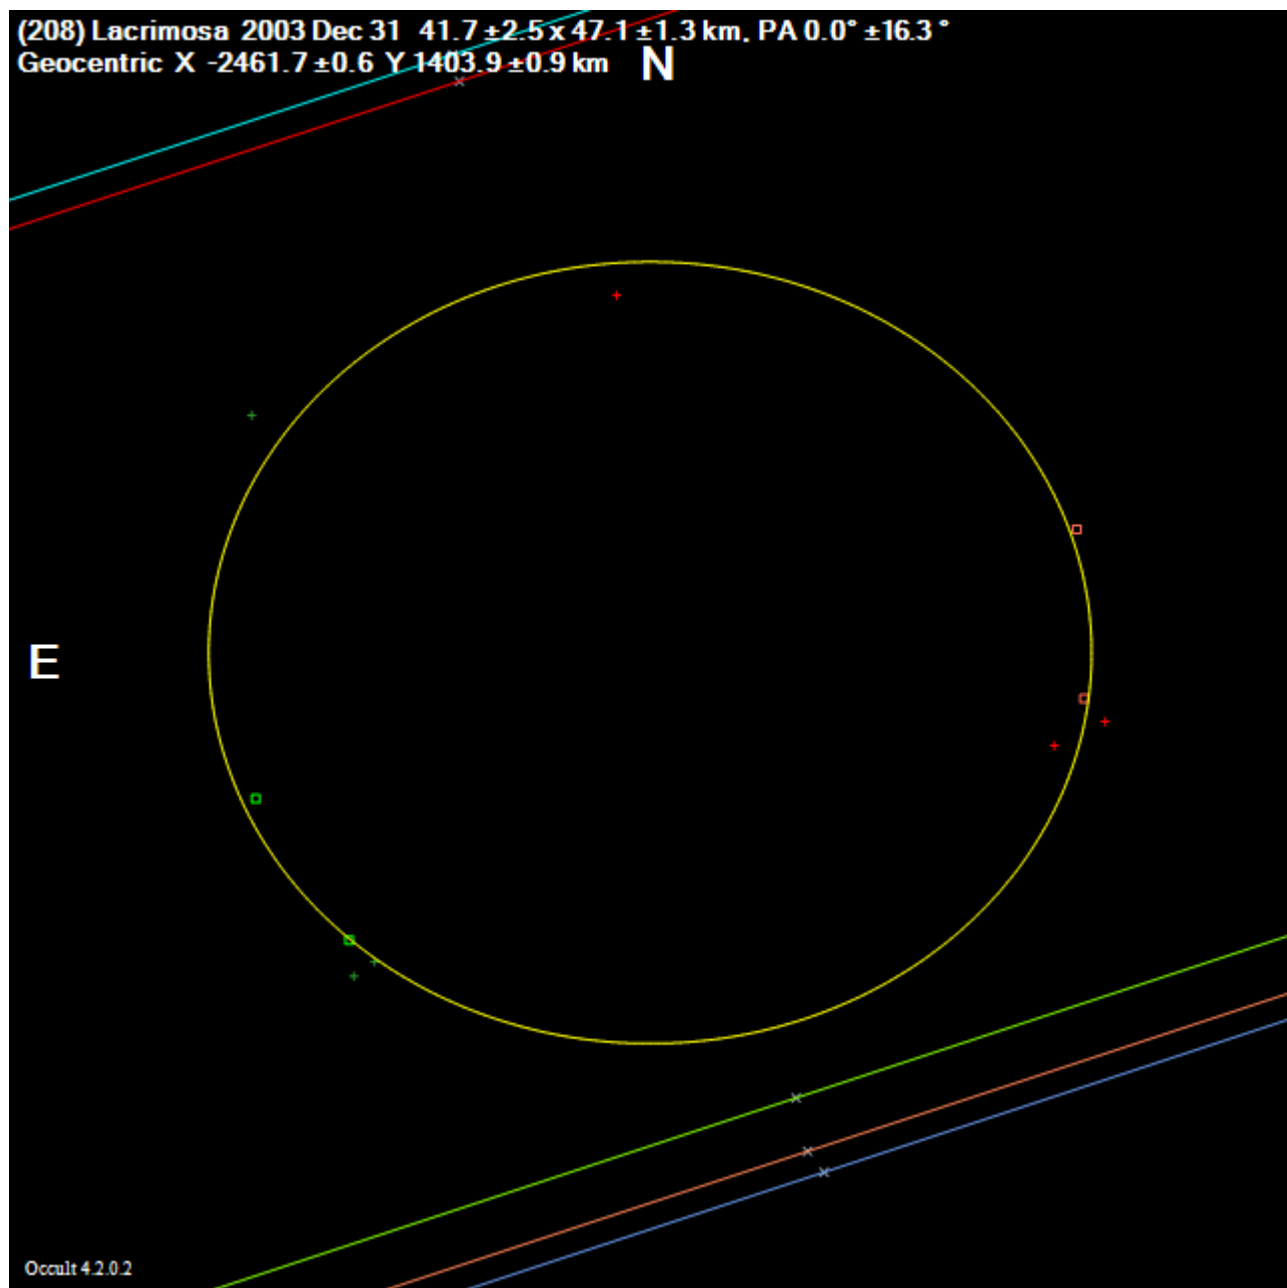 (208) Lacrimosa 2003 Dec 31 41.7 ±2.5 x 47.1 ±1.3 km, PA 0.0° ±16.3 °
Geocentric X -2461.7 ±0.6 Y 1403.9 ±0.9 km
N
E
Occult 4.2.0.2